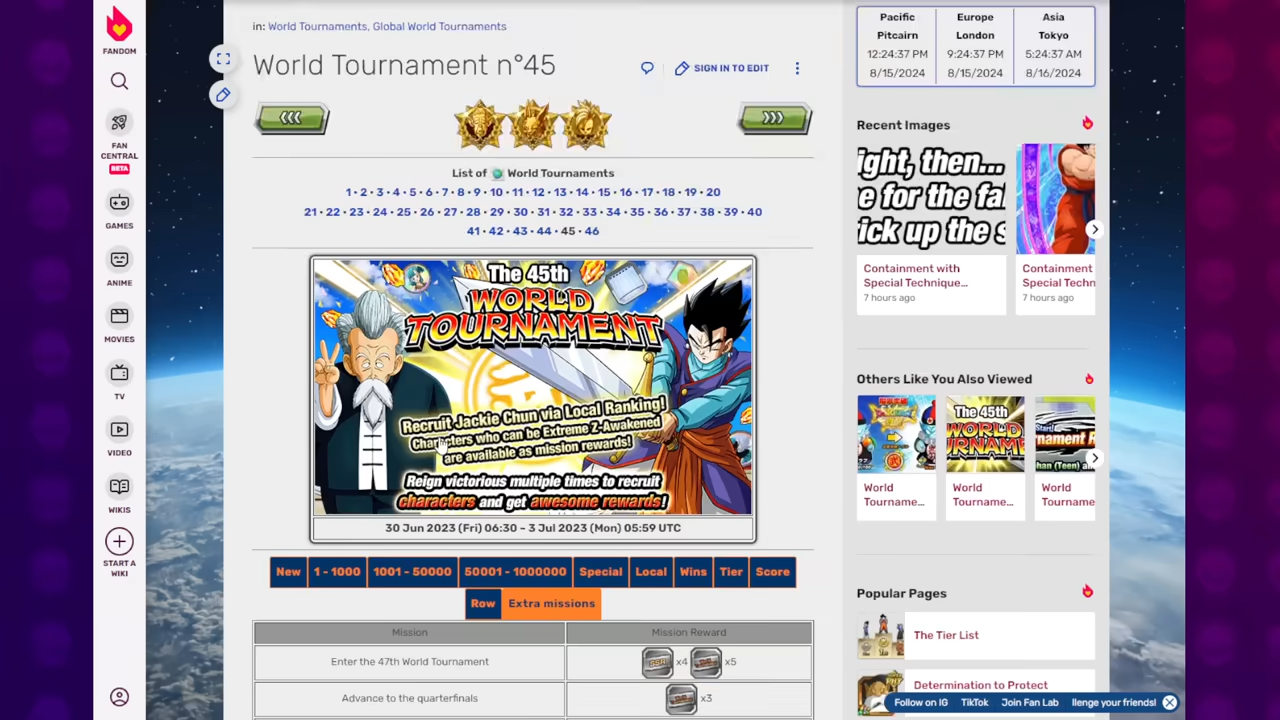 FANDOM
FAN
CENTRAL
BETA
GAMES
ANIME
MOVIES
TV
VIDEO
WIKIS
START A
WIKI
in: World Tournaments, Global World Tournaments
World Tournament n°45
SIGN IN TO EDIT
List of World Tournaments
1 • 2 • 3 • 4 • 5 • 6 • 7 • 8 • 9 • 10 • 11 • 12 • 13 • 14 • 15 • 16 • 17 • 18 • 19 • 20
21 • 22 • 23 • 24 • 25 • 26 • 27 • 28 • 29 • 30 • 31 • 32 • 33 • 34 • 35 • 36 • 37 • 38 • 39 • 40
41 • 42 • 43 • 44 • 45 • 46
The 45th
WORLD
TOURNAMENT
Recruit Jackie Chun via Local Ranking!
Characters who can be Extreme Z-Awakened
are available as mission rewards!
Reign victorious multiple times to recruit
characters and get awesome rewards!
30 Jun 2023 (Fri) 06:30 – 3 Jul 2023 (Mon) 05:59 UTC
New 1 - 1000 1001 - 50000 50001 - 1000000 Special Local Wins Tier Score
Row Extra missions
Mission Mission Reward
Enter the 47th World Tournament x4 x5
Advance to the quarterfinals x3
Pacific Europe Asia
Pitcairn London Tokyo
12:24:37 PM 9:24:37 PM 5:24:37 AM
8/15/2024 8/15/2024 8/16/2024
Recent Images
ight, then...
e for the fal
ick up the s
Containment with
Special Technique...
7 hours ago
Containment
Special Techn
7 hours ago
Others Like You Also Viewed
The 45th
WORLD
URNAME
Start!
nament R
han (Teen) a
World
Tourname...
World
Tourname...
World
Tourname
Popular Pages
The Tier List
Determination to Protect
Follow on IG TikTok Join Fan Lab llenge your friends!